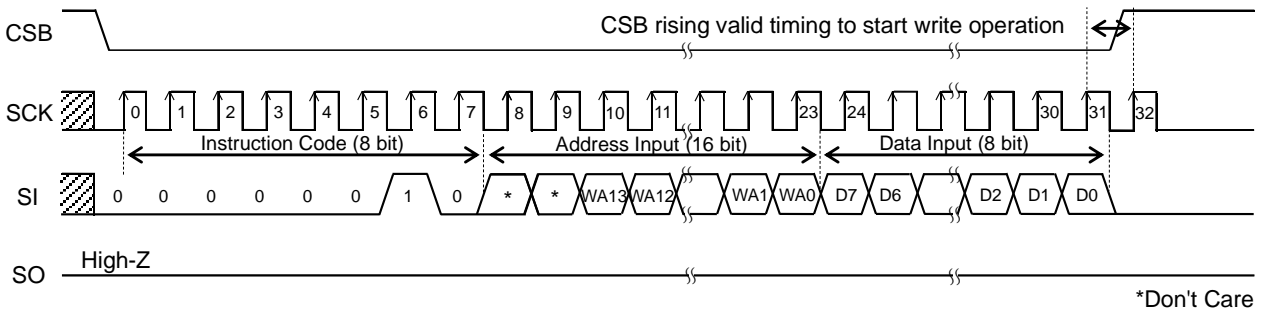 CSB CSB rising valid timing to start write operation
SCK 0 1 2 3 4 5 6 7 8 9 10 11 23 24 30 31 32
Instruction Code (8 bit) Address Input (16 bit) Data Input (8 bit)
SI 0 0 0 0 0 0 1 0 * * WA13 WA12 WA1 WA0 D7 D6 D2 D1 D0
High-Z
SO
*Don't Care